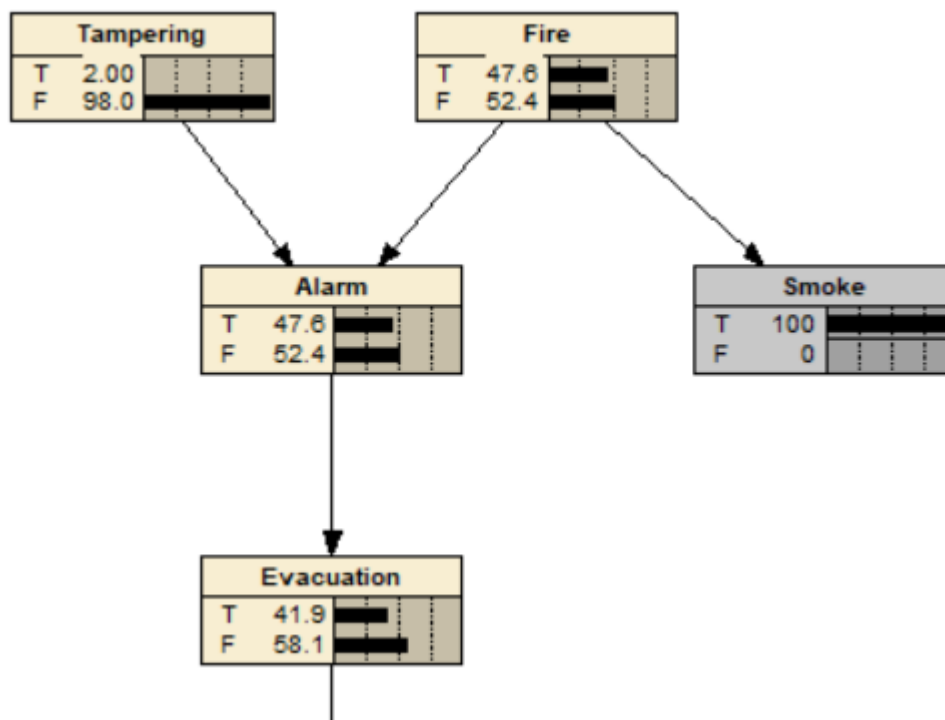 Tampering
T 2.00
F 98.0
Fire
T 47.6
F 52.4
Alarm
T 47.6
F 52.4
Smoke
T 100
F 0
Evacuation
T 41.9
F 58.1